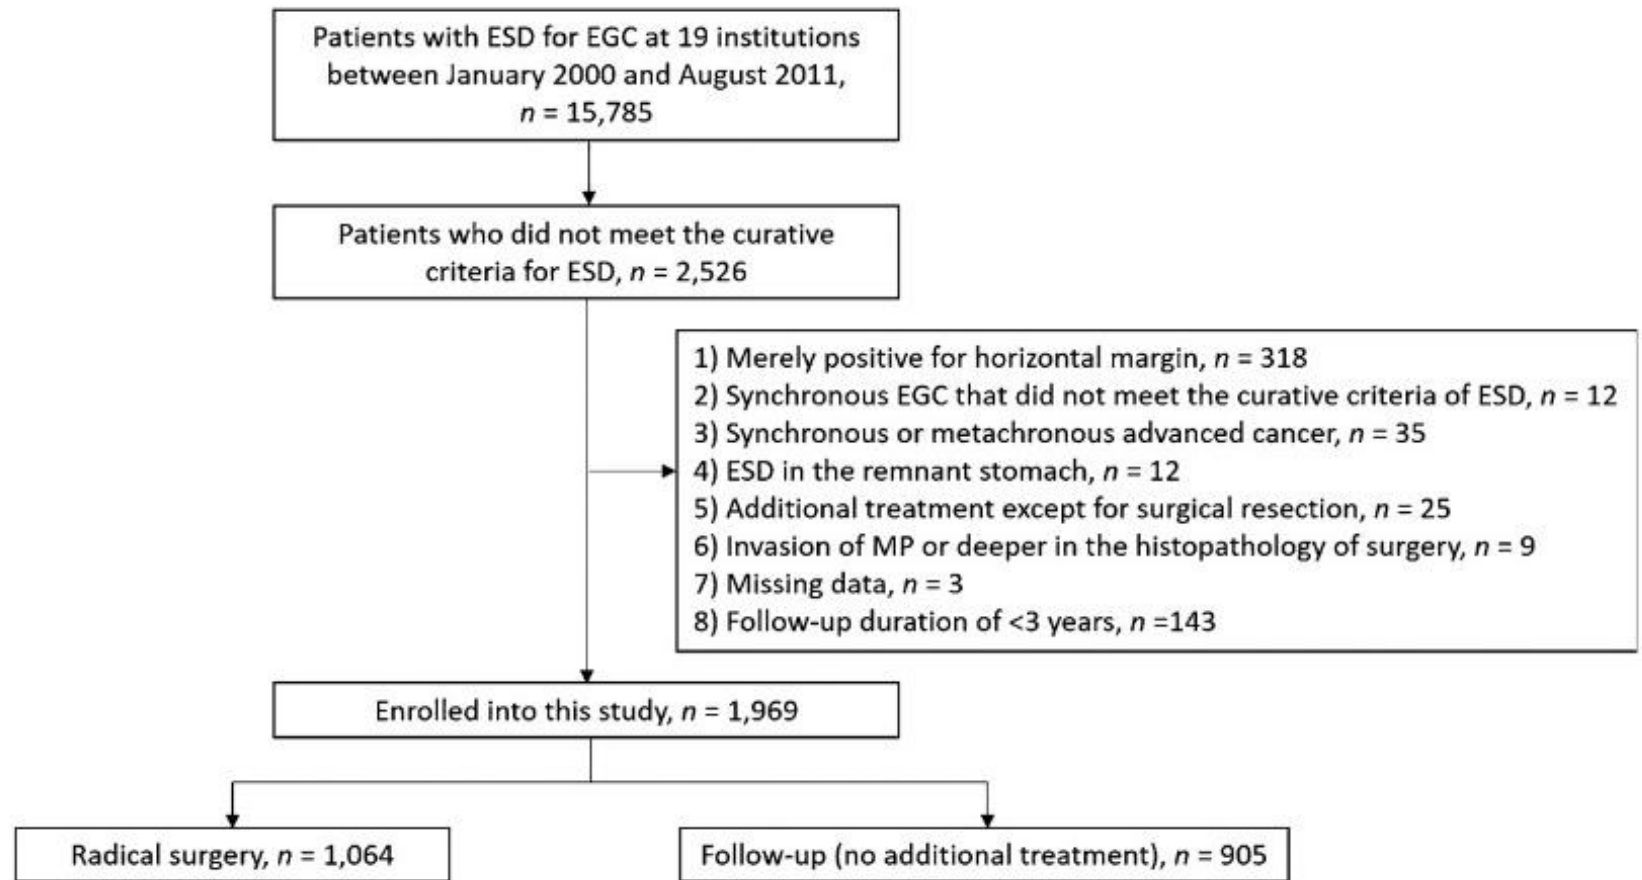 Patients with ESD for EGC at 19 institutions
between January 2000 and August 2011,
n = 15,785
Patients who did not meet the curative
criteria for ESD, n = 2,526
1) Merely positive for horizontal margin, n = 318
2) Synchronous EGC that did not meet the curative criteria of ESD, n = 12
3) Synchronous or metachronous advanced cancer, n = 35
4) ESD in the remnant stomach, n = 12
5) Additional treatment except for surgical resection, n = 25
6) Invasion of MP or deeper in the histopathology of surgery, n = 9
7) Missing data, n = 3
8) Follow-up duration of <3 years, n =143
Enrolled into this study, n = 1,969
Radical surgery, n = 1,064
Follow-up (no additional treatment), n = 905